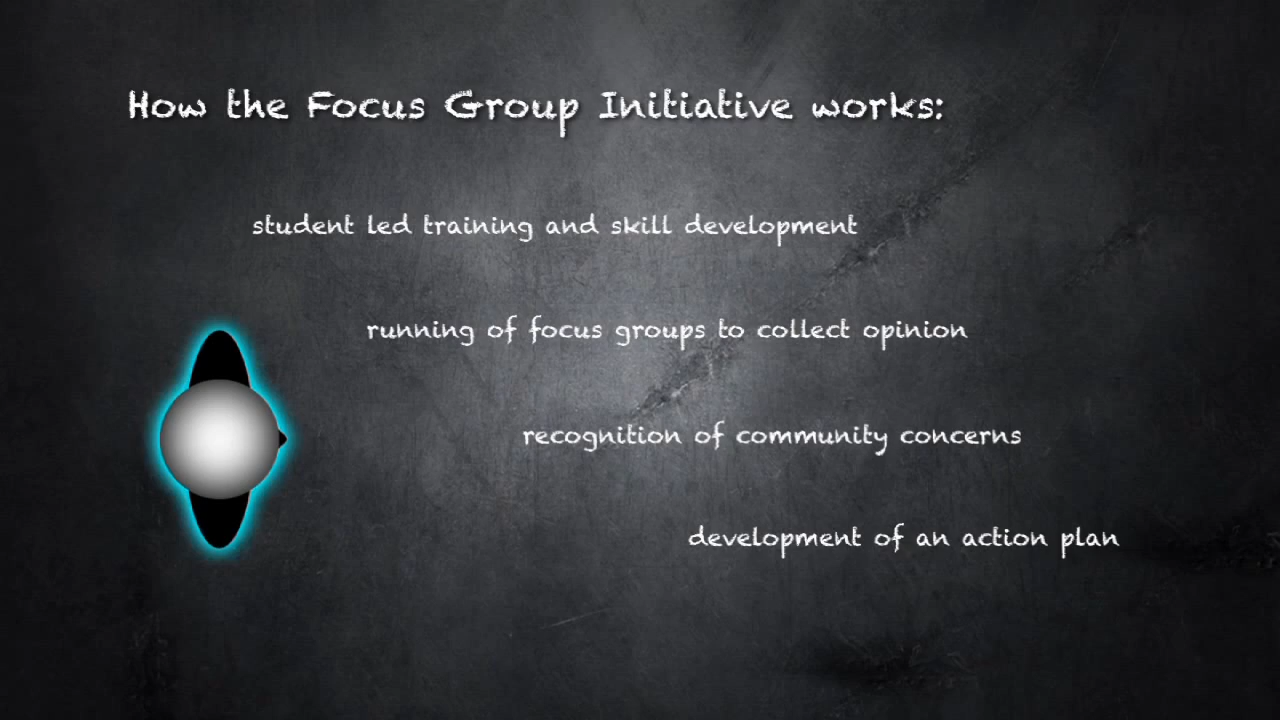 How the Focus Group Initiative works:
student led training and skill development
running of focus groups to collect opinion
recognition of community concerns
development of an action plan